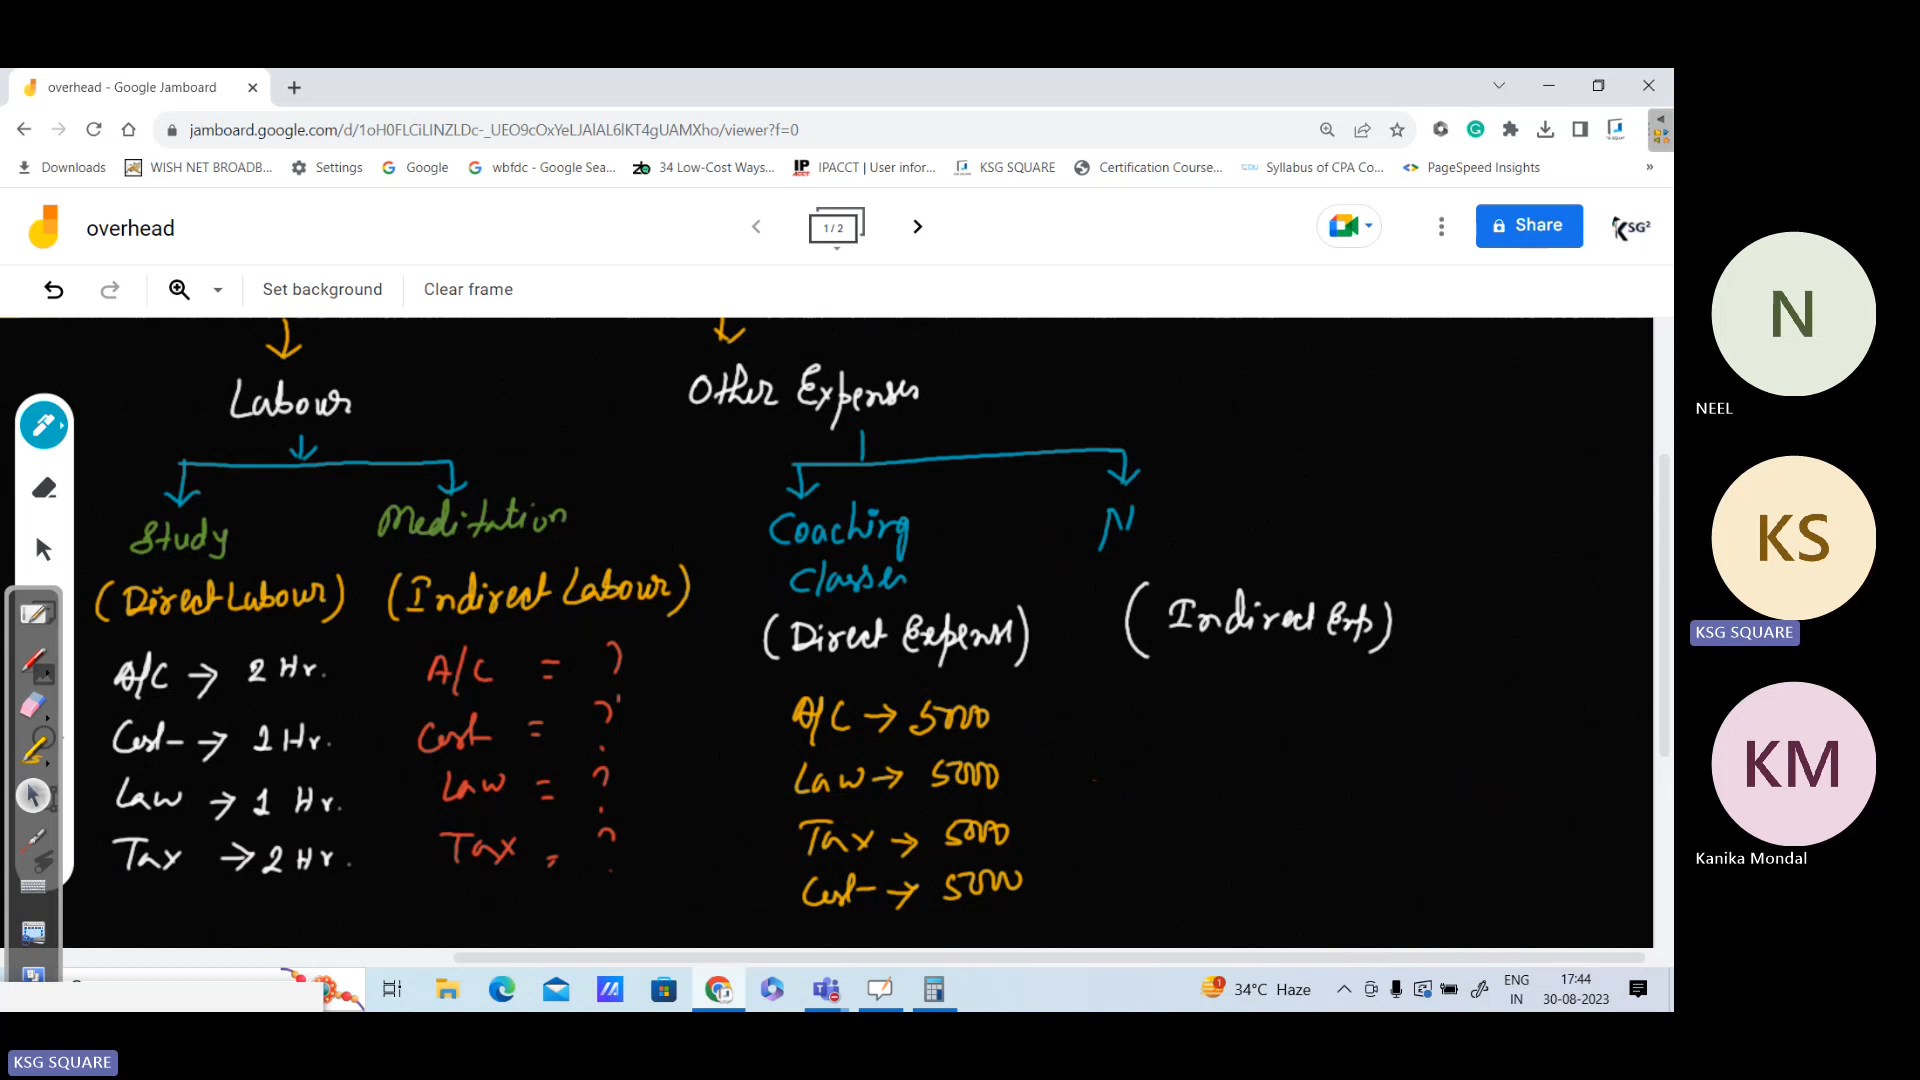 overhead - Google Jamboard
jamboard.google.com/d/1oH0FLCiLINZLDc-_UEO9cOxYeLJAlAL6lKT4gUAMXho/viewer?f=0
Downloads WISH NET BROADB... Settings Google wbfdc - Google Sea... 34 Low-Cost Ways... IPACCT | User infor... KSG SQUARE Certification Course... Syllabus of CPA Co... PageSpeed Insights »
overhead 1 / 2 Share KSG²
Set background Clear frame
Labour Other Expenses
Study Meditation Coaching N
Classes
(Direct Labour) (Indirect Labour) (Direct Expense) (Indirect Exp)
A/C → 2 Hr. A/C = ? A/C → 5000
Cost → 1 Hr. Cost = ? Law → 5000
Law → 1 Hr. Law = ? Tax → 5000
Tax → 2 Hr. Tax = ? Cost → 5000
N
NEEL
KS
KSG SQUARE
KM
Kanika Mondal
1 34°C Haze ENG 17:44
IN 30-08-2023
KSG SQUARE